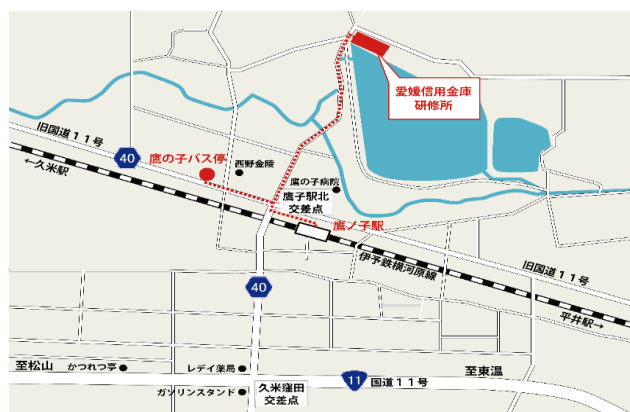 愛媛信用金庫
研修所
旧国道１１号
40
←久米駅
鷹の子バス停
西野金陵
鷹の子病院
鷹子駅北
交差点
鷹ノ子駅
伊予鉄横河原線
旧国道１１号
平井駅→
40
至松山
かつれつ亭
レデイ薬局
ガソリンスタンド
久米窪田
交差点
11
国道１１号
至東温